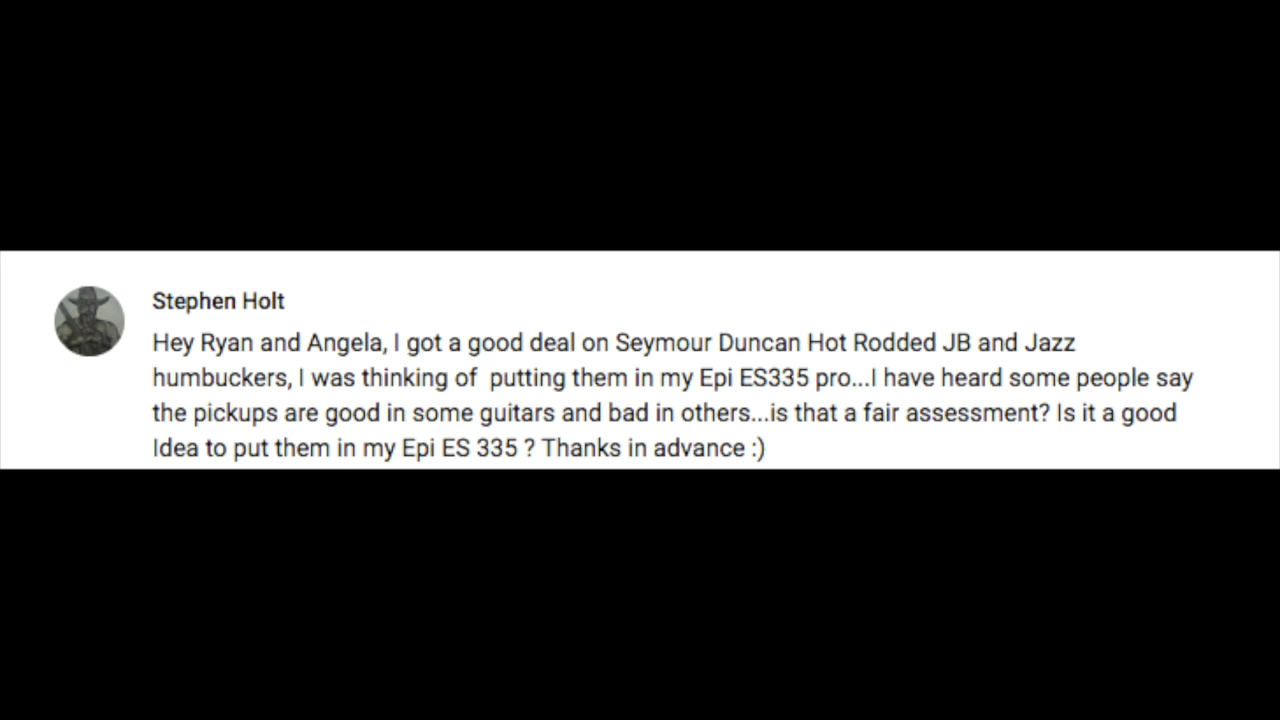 Stephen Holt
Hey Ryan and Angela, I got a good deal on Seymour Duncan Hot Rodded JB and Jazz
humbuckers, I was thinking of  putting them in my Epi ES335 pro...I have heard some people say
the pickups are good in some guitars and bad in others...is that a fair assessment? Is it a good
Idea to put them in my Epi ES 335 ? Thanks in advance :)